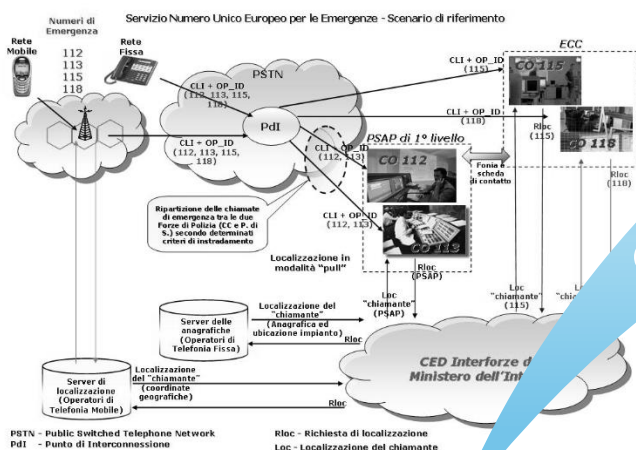 Servizio Numero Unico Europeo per le Emergenze - Scenario di riferimento
Numeri di
Emergenza
Rete
Mobile
112
113
115
118
Rete
Fissa
PSTN
CLI + OP_ID
(112, 113, 115,
118)
PdI
CLI + OP_ID
(112, 113, 115,
118)
CLI + OP_ID
(115)
CLI + OP_ID
(118)
CLI + OP_ID
(112, 113)
CLI + OP_ID
(112, 113)
ECC
CO 115
CO 118
Rloc
(115)
Rloc
(118)
PSAP di 1° livello
CO 112
CO 113
Fonia e
scheda
di contatto
Ripartizione delle chiamate
di emergenza tra le due
Forze di Polizia (CC e P. di
S.) secondo determinati
criteri di instradamento
Localizzazione in
modalità "pull"
Rloc
(PSAP)
Loc
"chiamante"
(PSAP)
Loc
"chiamante"
(115)
Loc
Server delle
anagrafiche
(Operatori di
Telefonia Fissa)
Localizzazione del
"chiamante"
(Anagrafica ed
ubicazione impianto)
Rloc
CED Interforze
Ministero dell'Int
Server di
localizzazione
(Operatori di
Telefonia Mobile)
Localizzazione
del "chiamante"
(coordinate
geografiche)
Rloc
PSTN - Public Switched Telephone Network
PdI - Punto di Interconnessione
Rloc - Richiesta di localizzazione
Loc - Localizzazione del chiamante